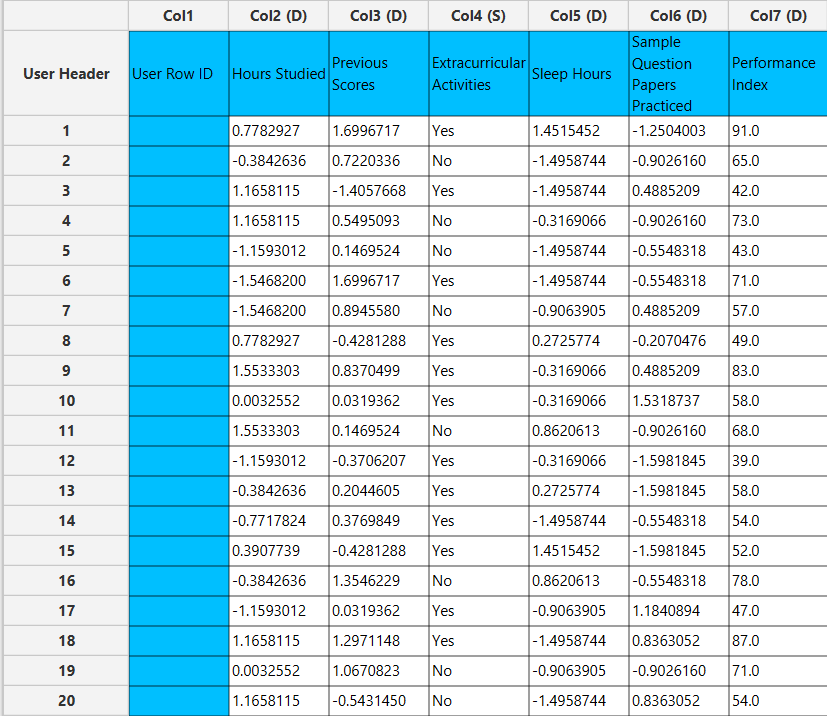 Col1 Col2 (D) Col3 (D) Col4 (S) Col5 (D) Col6 (D) Col7 (D)
User Header User Row ID Hours Studied Previous Scores Extracurricular Activities Sleep Hours Sample Question Papers Practiced Performance Index
1 0.7782927 1.6996717 Yes 1.4515452 -1.2504003 91.0
2 -0.3842636 0.7220336 No -1.4958744 -0.9026160 65.0
3 1.1658115 -1.4057668 Yes -1.4958744 0.4885209 42.0
4 1.1658115 0.5495093 No -0.3169066 -0.9026160 73.0
5 -1.1593012 0.1469524 No -1.4958744 -0.5548318 43.0
6 -1.5468200 1.6996717 Yes -1.4958744 -0.5548318 71.0
7 -1.5468200 0.8945580 No -0.9063905 0.4885209 57.0
8 0.7782927 -0.4281288 Yes 0.2725774 -0.2070476 49.0
9 1.5533303 0.8370499 Yes -0.3169066 0.4885209 83.0
10 0.0032552 0.0319362 Yes -0.3169066 1.5318737 58.0
11 1.5533303 0.1469524 No 0.8620613 -0.9026160 68.0
12 -1.1593012 -0.3706207 Yes -0.3169066 -1.5981845 39.0
13 -0.3842636 0.2044605 Yes 0.2725774 -1.5981845 58.0
14 -0.7717824 0.3769849 Yes -1.4958744 -0.5548318 54.0
15 0.3907739 -0.4281288 Yes 1.4515452 -1.5981845 52.0
16 -0.3842636 1.3546229 No 0.8620613 -0.5548318 78.0
17 -1.1593012 0.0319362 Yes -0.9063905 1.1840894 47.0
18 1.1658115 1.2971148 Yes -1.4958744 0.8363052 87.0
19 0.0032552 1.0670823 No -0.9063905 -0.9026160 71.0
20 1.1658115 -0.5431450 No -1.4958744 0.8363052 54.0